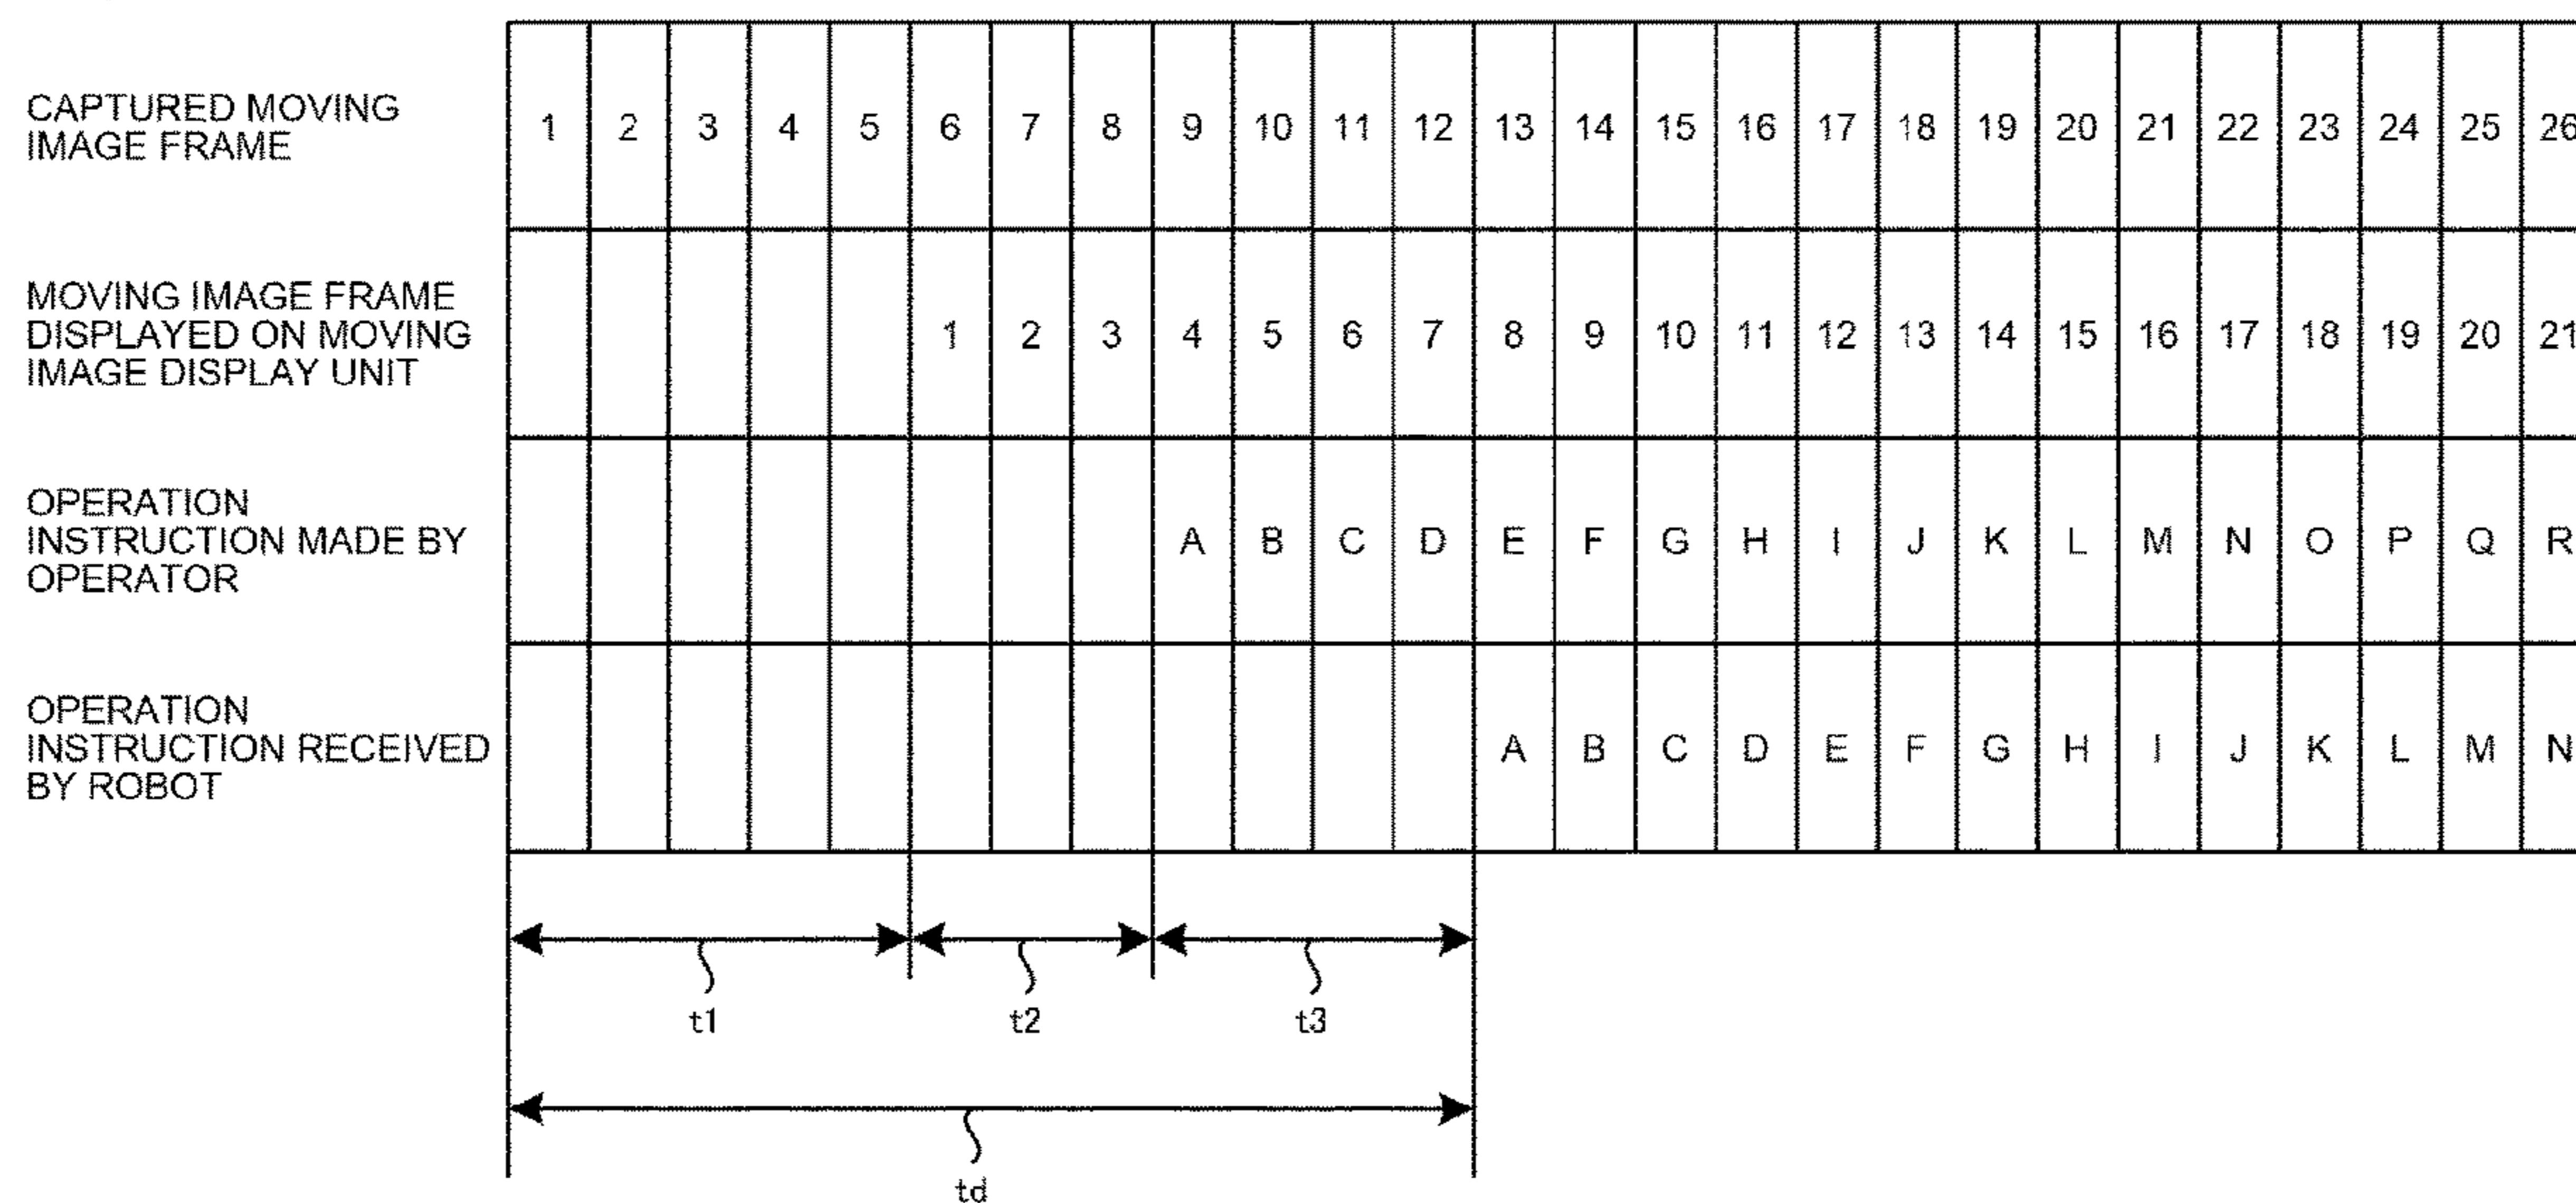 CAPTURED MOVING
IMAGE FRAME
1 2 3 4 5 6 7 8 9 10 11 12 13 14 15 16 17 18 19 20 21 22 23 24 25 26
MOVING IMAGE FRAME
DISPLAYED ON MOVING
IMAGE DISPLAY UNIT
1 2 3 4 5 6 7 8 9 10 11 12 13 14 15 16 17 18 19 20 21
OPERATION
INSTRUCTION MADE BY
OPERATOR
A B C D E F G H I J K L M N O P Q R
OPERATION
INSTRUCTION RECEIVED
BY ROBOT
A B C D E F G H I J K L M N
t1 t2 t3
td